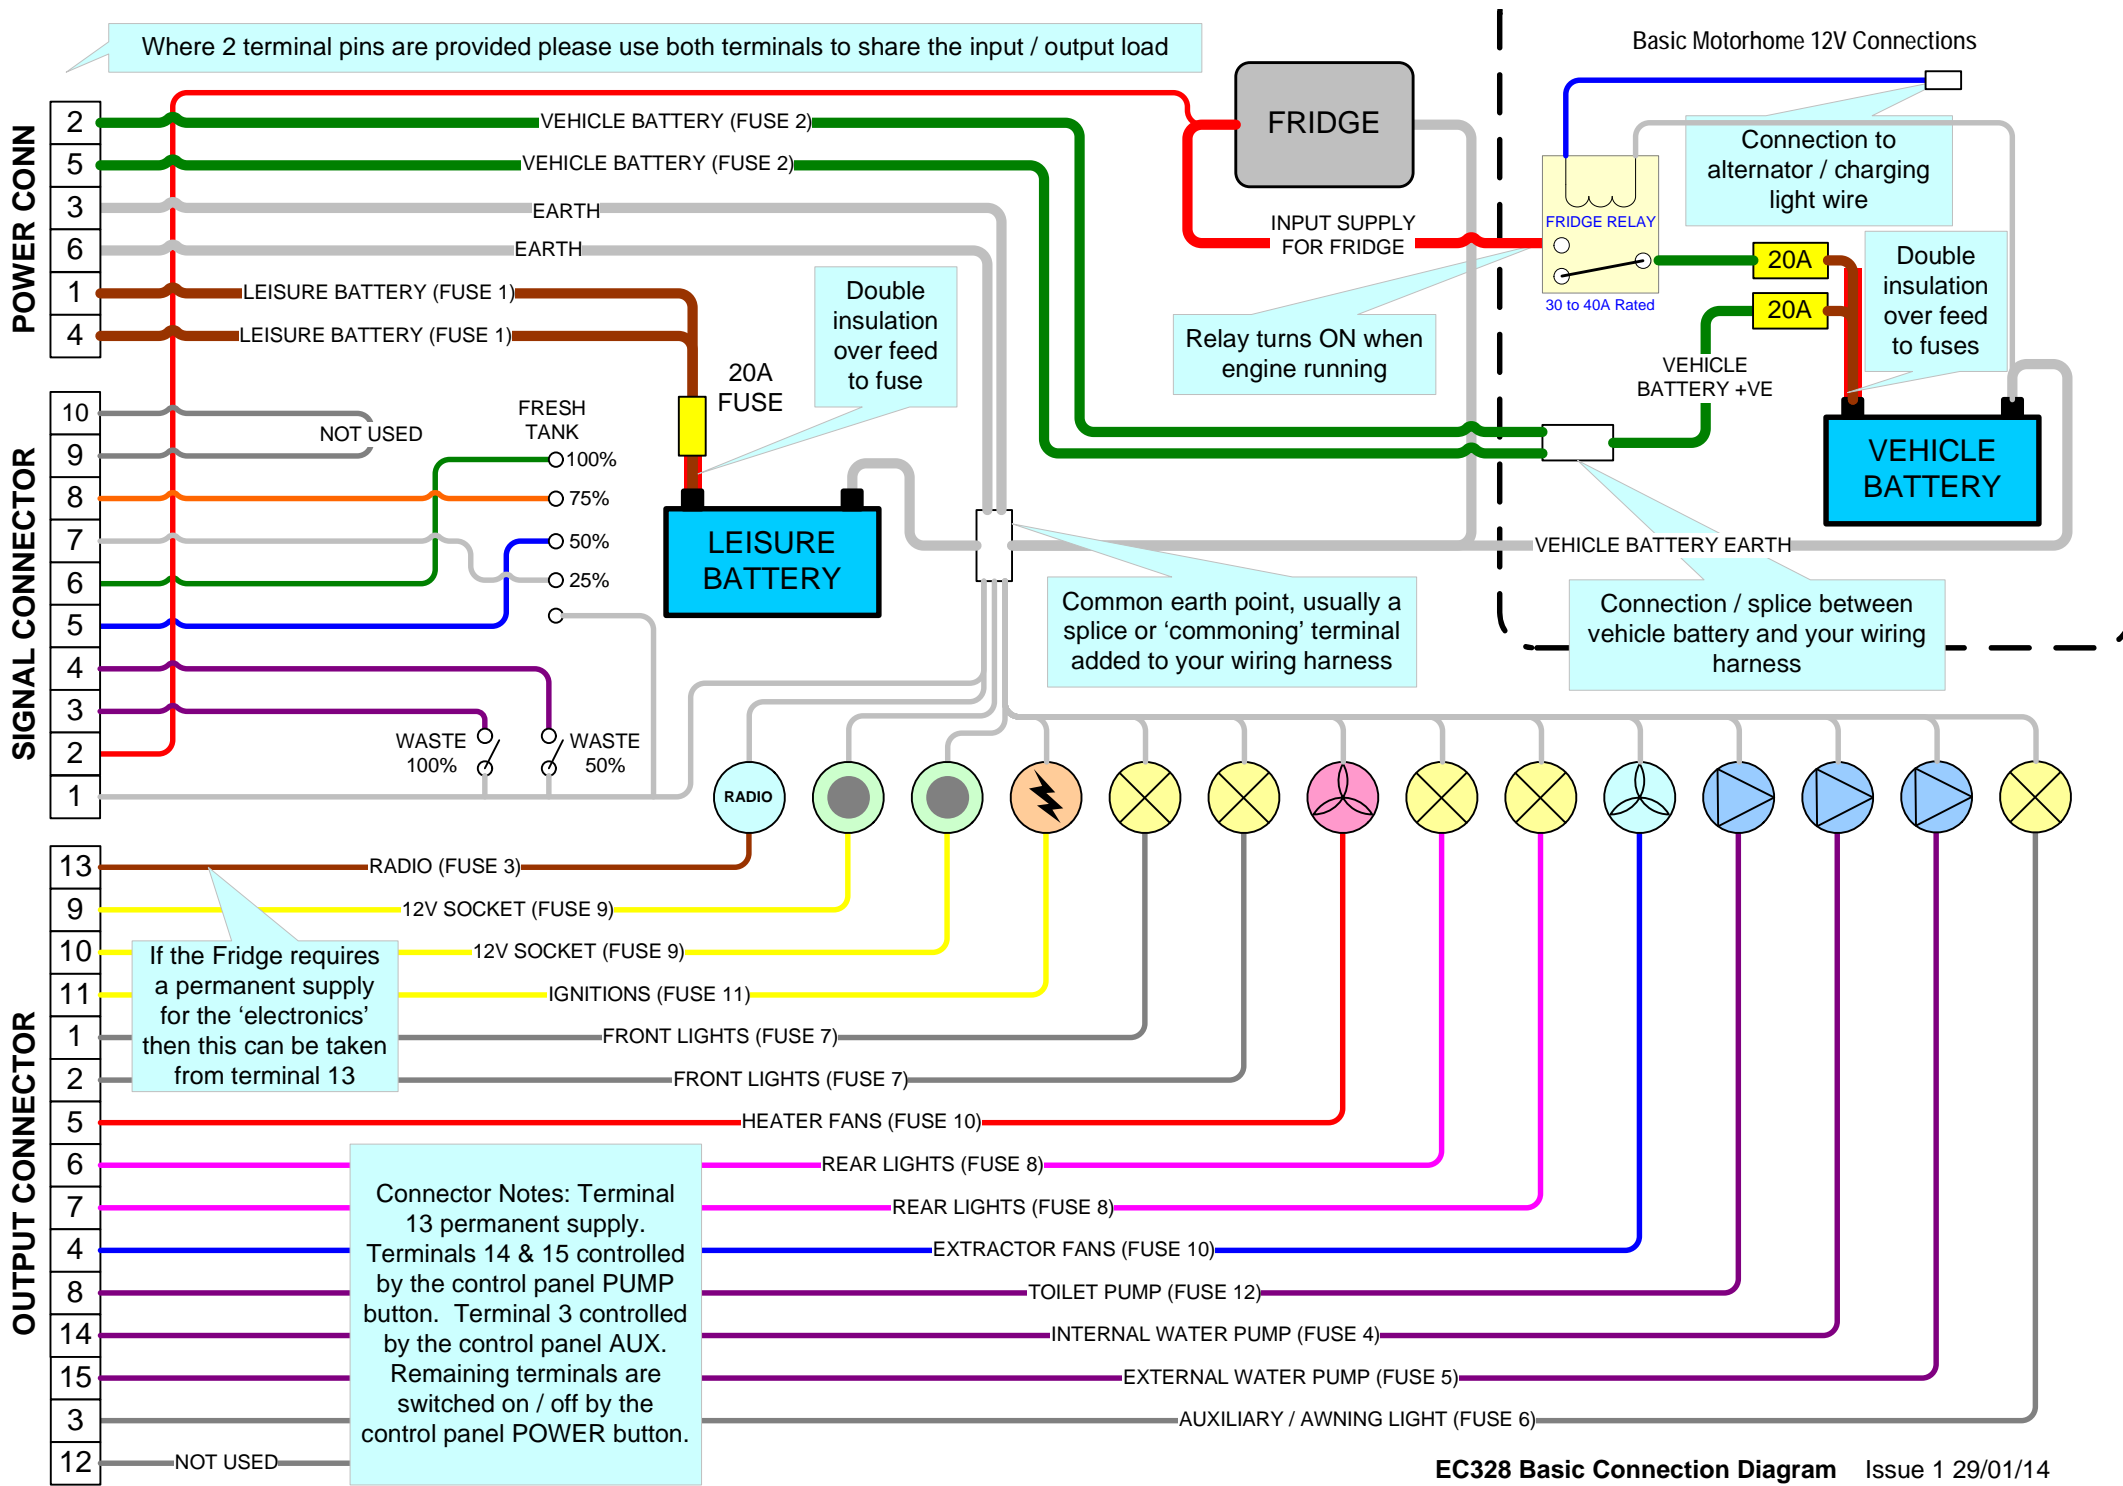 Where 2 terminal pins are provided please use both terminals to share the input / output load
Basic Motorhome 12V Connections
POWER CONN
2
5
3
6
1
4
VEHICLE BATTERY (FUSE 2)
VEHICLE BATTERY (FUSE 2)
EARTH
EARTH
LEISURE BATTERY (FUSE 1)
LEISURE BATTERY (FUSE 1)
FRIDGE
INPUT SUPPLY
FOR FRIDGE
Connection to
alternator / charging
light wire
FRIDGE RELAY
30 to 40A Rated
20A
20A
Double
insulation
over feed
to fuses
Relay turns ON when
engine running
VEHICLE
BATTERY +VE
VEHICLE
BATTERY
Double
insulation
over feed
to fuse
20A
FUSE
LEISURE
BATTERY
VEHICLE BATTERY EARTH
Common earth point, usually a
splice or ‘commoning’ terminal
added to your wiring harness
Connection / splice between
vehicle battery and your wiring
harness
SIGNAL CONNECTOR
10
9
8
7
6
5
4
3
2
1
NOT USED
FRESH
TANK
100%
75%
50%
25%
WASTE
100%
WASTE
50%
RADIO
OUTPUT CONNECTOR
13
9
10
11
1
2
5
6
7
4
8
14
15
3
12
RADIO (FUSE 3)
12V SOCKET (FUSE 9)
12V SOCKET (FUSE 9)
IGNITIONS (FUSE 11)
FRONT LIGHTS (FUSE 7)
FRONT LIGHTS (FUSE 7)
HEATER FANS (FUSE 10)
REAR LIGHTS (FUSE 8)
REAR LIGHTS (FUSE 8)
EXTRACTOR FANS (FUSE 10)
TOILET PUMP (FUSE 12)
INTERNAL WATER PUMP (FUSE 4)
EXTERNAL WATER PUMP (FUSE 5)
AUXILIARY / AWNING LIGHT (FUSE 6)
NOT USED
If the Fridge requires
a permanent supply
for the ‘electronics’
then this can be taken
from terminal 13
Connector Notes: Terminal
13 permanent supply.
Terminals 14 & 15 controlled
by the control panel PUMP
button. Terminal 3 controlled
by the control panel AUX.
Remaining terminals are
switched on / off by the
control panel POWER button.
EC328 Basic Connection Diagram Issue 1 29/01/14